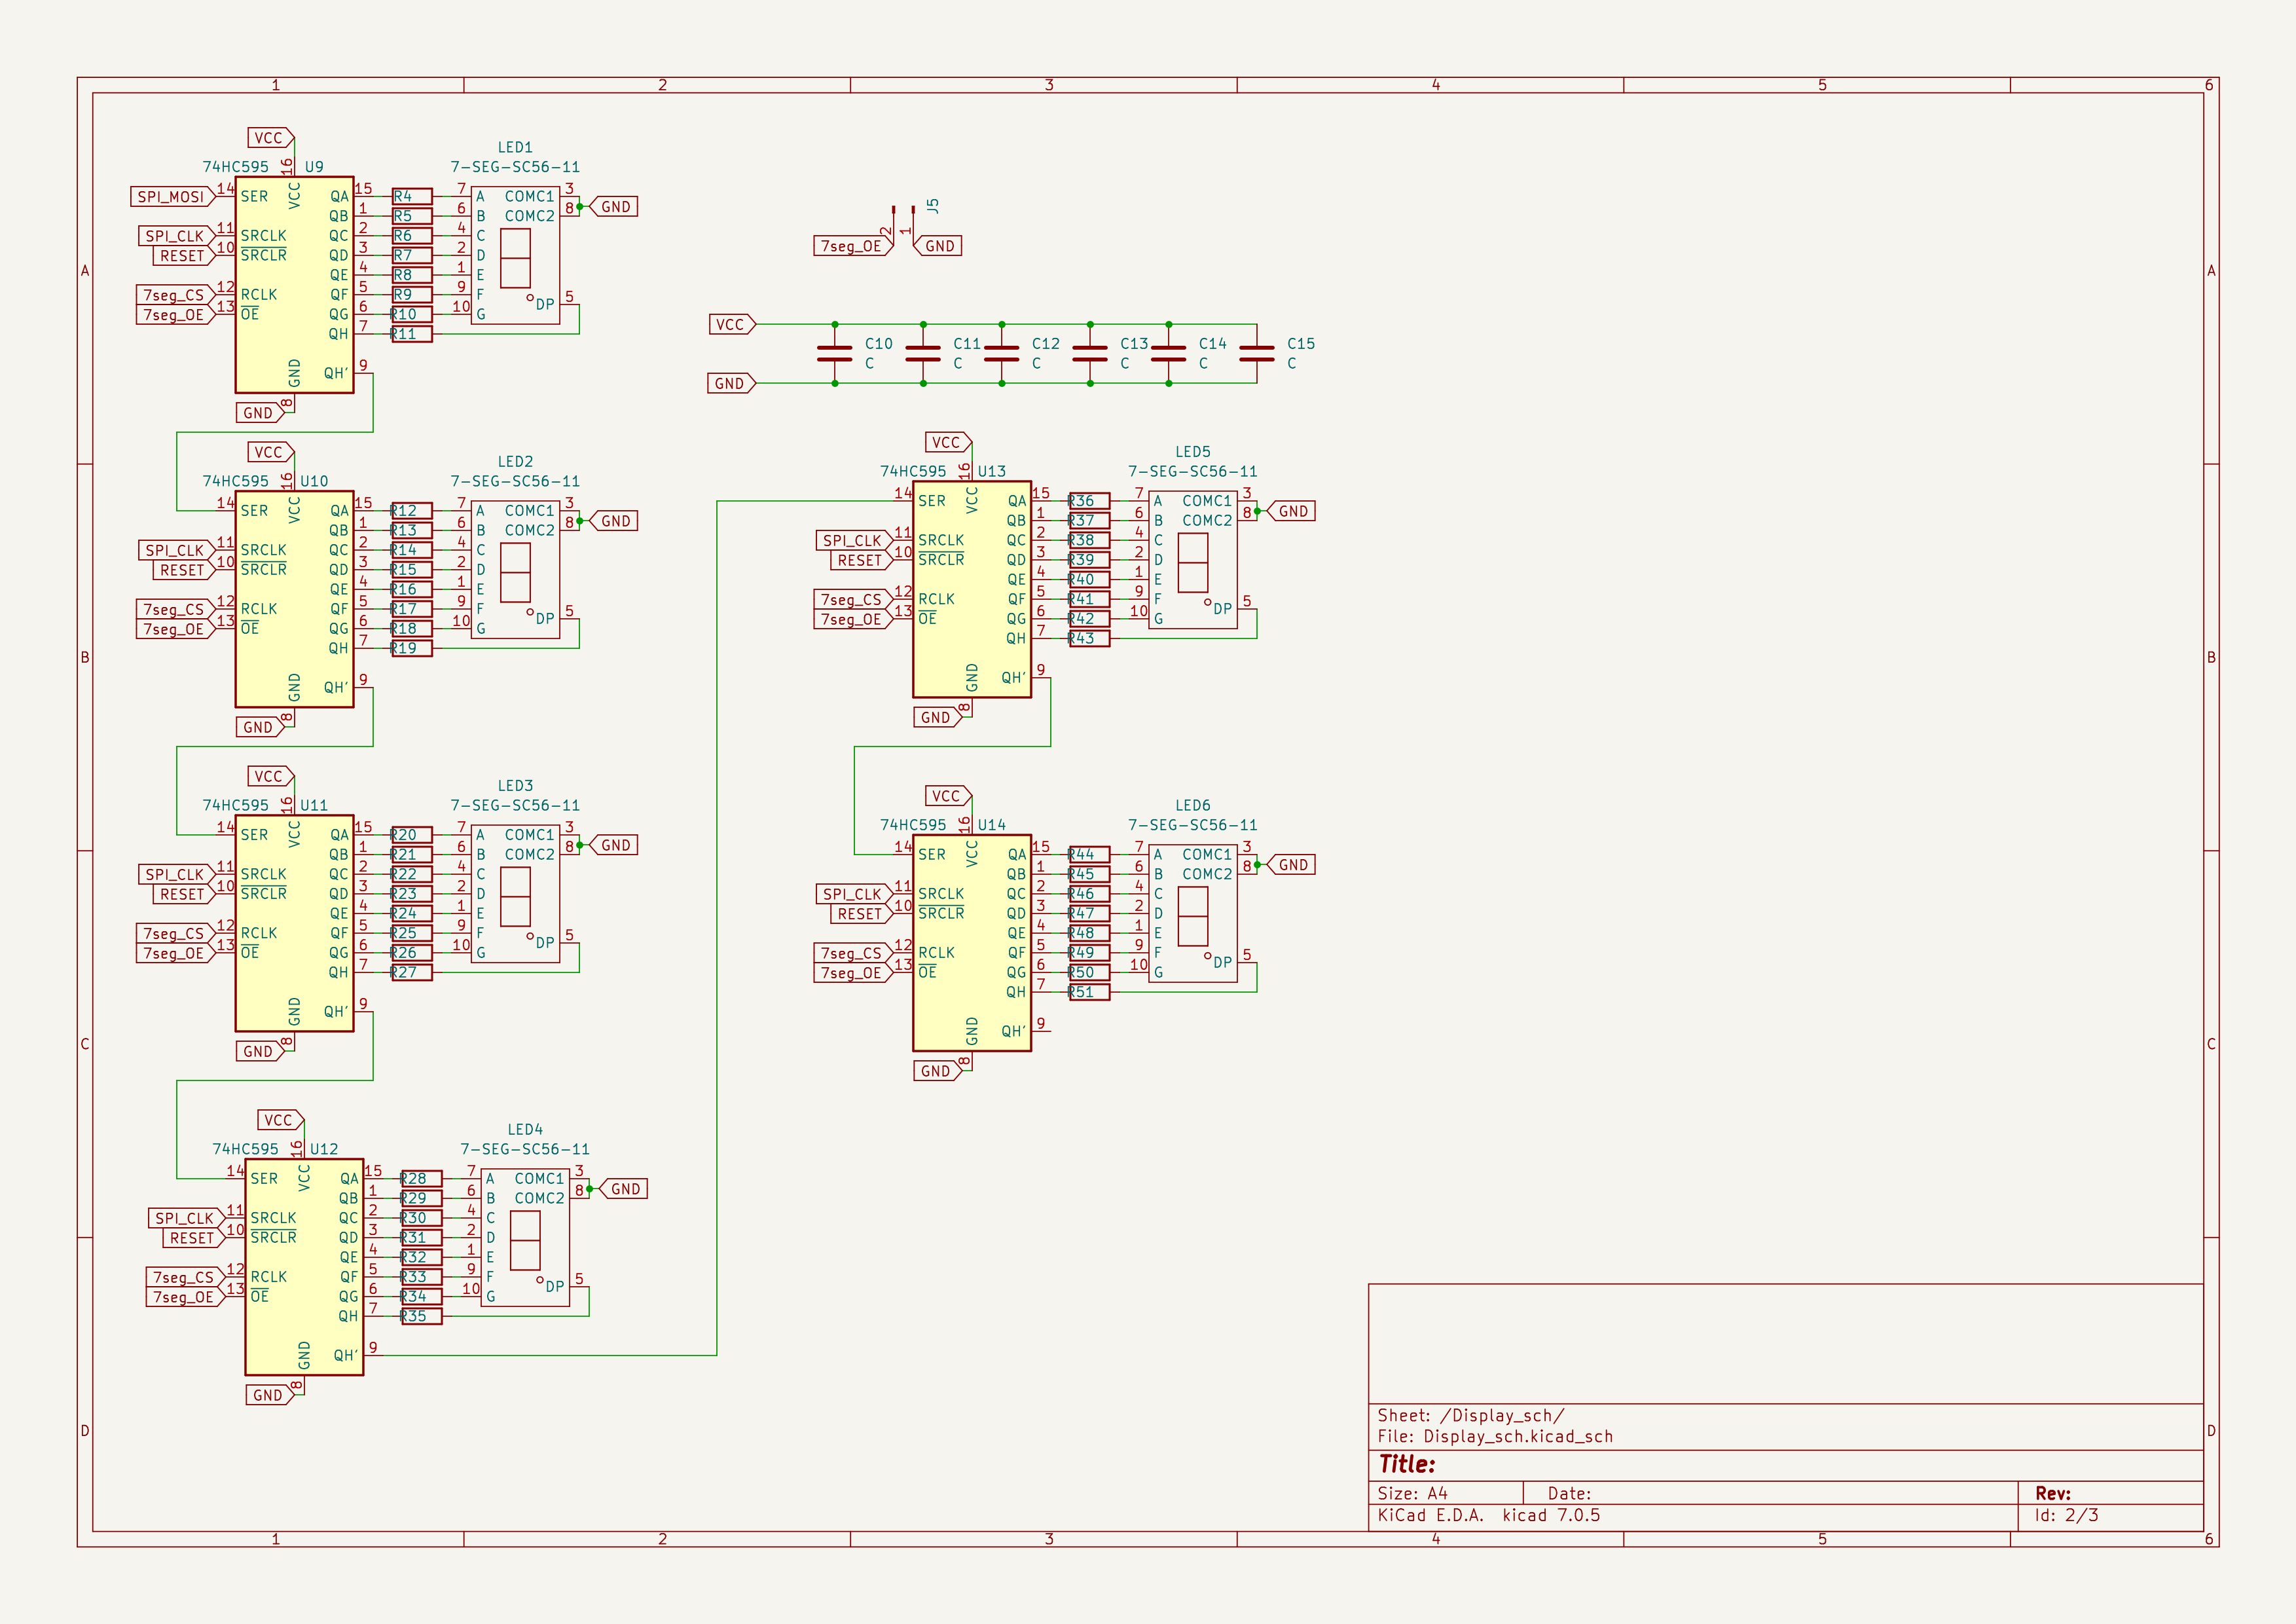 1 2 3 4 5 6
A
B
C
D
A
B
C
D
1 2 3 4 5 6
VCC
74HC595 U9
SPI_MOSI 14 SER
SPI_CLK 11 SRCLK
RESET 10 SRCLR
7seg_CS 12 RCLK
7seg_OE 13 OE
16 VCC
GND 8
GND
QA 15 R4 7 A
QB 1 R5 6 B
QC 2 R6 4 C
QD 3 R7 2 D
QE 4 R8 1 E
QF 5 R9 9 F
QG 6 R10 10 G
QH 7 R11
QH' 9
LED1
7-SEG-SC56-11
COMC1 3
COMC2 8
GND
DP 5
VCC
74HC595 U10
14 SER
SPI_CLK 11 SRCLK
RESET 10 SRCLR
7seg_CS 12 RCLK
7seg_OE 13 OE
16 VCC
GND 8
GND
QA 15 R12 7 A
QB 1 R13 6 B
QC 2 R14 4 C
QD 3 R15 2 D
QE 4 R16 1 E
QF 5 R17 9 F
QG 6 R18 10 G
QH 7 R19
QH' 9
LED2
7-SEG-SC56-11
COMC1 3
COMC2 8
GND
DP 5
VCC
74HC595 U11
14 SER
SPI_CLK 11 SRCLK
RESET 10 SRCLR
7seg_CS 12 RCLK
7seg_OE 13 OE
16 VCC
GND 8
GND
QA 15 R20 7 A
QB 1 R21 6 B
QC 2 R22 4 C
QD 3 R23 2 D
QE 4 R24 1 E
QF 5 R25 9 F
QG 6 R26 10 G
QH 7 R27
QH' 9
LED3
7-SEG-SC56-11
COMC1 3
COMC2 8
GND
DP 5
VCC
74HC595 U12
14 SER
SPI_CLK 11 SRCLK
RESET 10 SRCLR
7seg_CS 12 RCLK
7seg_OE 13 OE
16 VCC
GND 8
GND
QA 15 R28 7 A
QB 1 R29 6 B
QC 2 R30 4 C
QD 3 R31 2 D
QE 4 R32 1 E
QF 5 R33 9 F
QG 6 R34 10 G
QH 7 R35
QH' 9
LED4
7-SEG-SC56-11
COMC1 3
COMC2 8
GND
DP 5
J5
7seg_OE 2 1 GND
VCC
C10 C11 C12 C13 C14 C15
C C C C C C
GND
VCC
74HC595 U13
14 SER
SPI_CLK 11 SRCLK
RESET 10 SRCLR
7seg_CS 12 RCLK
7seg_OE 13 OE
16 VCC
GND 8
GND
QA 15 R36 7 A
QB 1 R37 6 B
QC 2 R38 4 C
QD 3 R39 2 D
QE 4 R40 1 E
QF 5 R41 9 F
QG 6 R42 10 G
QH 7 R43
QH' 9
LED5
7-SEG-SC56-11
COMC1 3
COMC2 8
GND
DP 5
VCC
74HC595 U14
14 SER
SPI_CLK 11 SRCLK
RESET 10 SRCLR
7seg_CS 12 RCLK
7seg_OE 13 OE
16 VCC
GND 8
GND
QA 15 R44 7 A
QB 1 R45 6 B
QC 2 R46 4 C
QD 3 R47 2 D
QE 4 R48 1 E
QF 5 R49 9 F
QG 6 R50 10 G
QH 7 R51
QH' 9
LED6
7-SEG-SC56-11
COMC1 3
COMC2 8
GND
DP 5
Sheet: /Display_sch/
File: Display_sch.kicad_sch
Title:
Size: A4 Date: Rev:
KiCad E.D.A. kicad 7.0.5 Id: 2/3